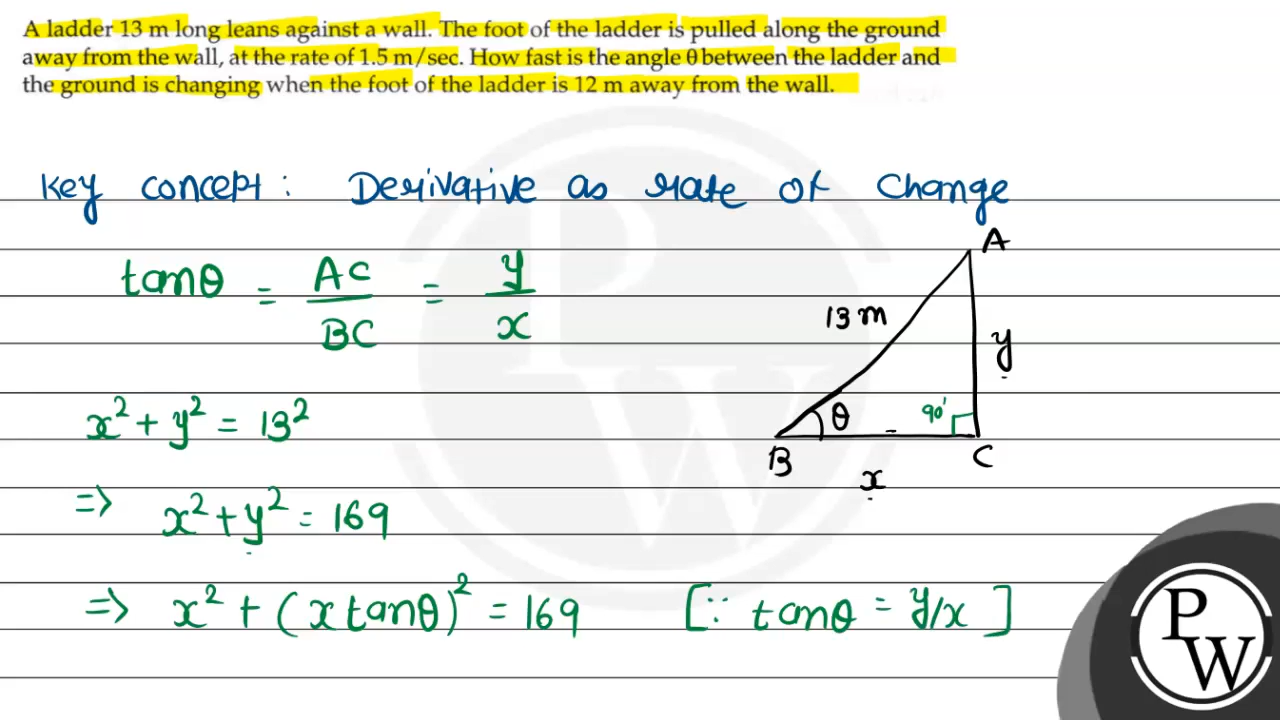 A ladder 13 m long leans against a wall. The foot of the ladder is pulled along the ground
away from the wall, at the rate of 1.5 m/sec. How fast is the angle θ between the ladder and
the ground is changing when the foot of the ladder is 12 m away from the wall.
Key concept: Derivative as rate of change
tanθ = AC/BC = y/x
A
13 m
y
θ
90°
B
C
x
x² + y² = 13²
=> x² + y² = 169
=> x² + (x tanθ)² = 169 [∵ tanθ = y/x]
PW
PW